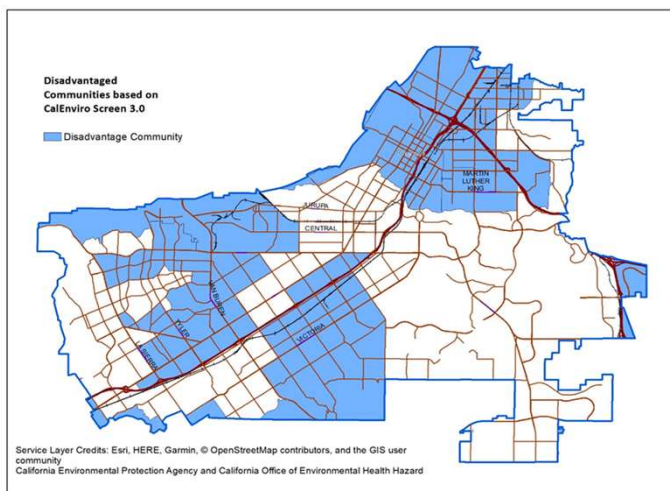 Disadvantaged
Communities based on
CalEnviro Screen 3.0
Disadvantage Community
MARTIN
LUTHER
KING
JURUPA
CENTRAL
VAN BUREN
TYLER
LA SIERRA
VICTORIA
Service Layer Credits: Esri, HERE, Garmin, © OpenStreetMap contributors, and the GIS user
community
California Environmental Protection Agency and California Office of Environmental Health Hazard